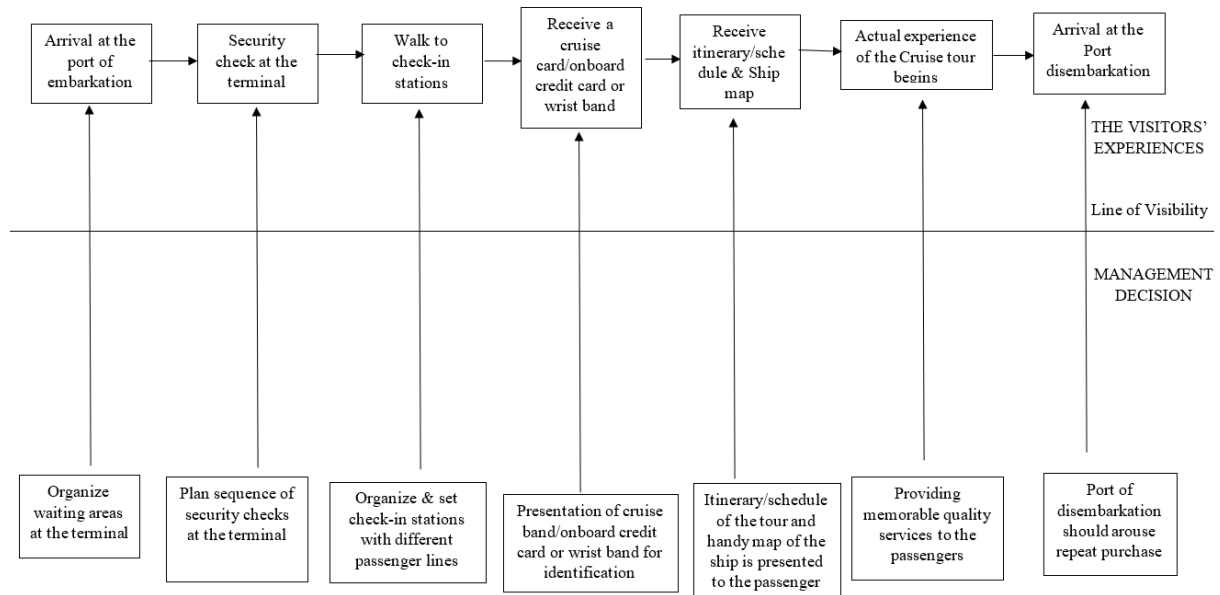 Arrival at the
port of
embarkation
Security
check at the
terminal
Walk to
check-in
stations
Receive a
cruise
card/onboard
credit card or
wrist band
Receive
itinerary/sche
dule & Ship
map
Actual experience
of the Cruise tour
begins
Arrival at the
Port
disembarkation
THE VISITORS'
EXPERIENCES
Line of Visibility
MANAGEMENT
DECISION
Organize
waiting areas
at the terminal
Plan sequence of
security checks
at the terminal
Organize & set
check-in stations
with different
passenger lines
Presentation of cruise
band/onboard credit
card or wrist band for
identification
Itinerary/schedule
of the tour and
handy map of the
ship is presented
to the passenger
Providing
memorable quality
services to the
passengers
Port of
disembarkation
should arouse
repeat purchase